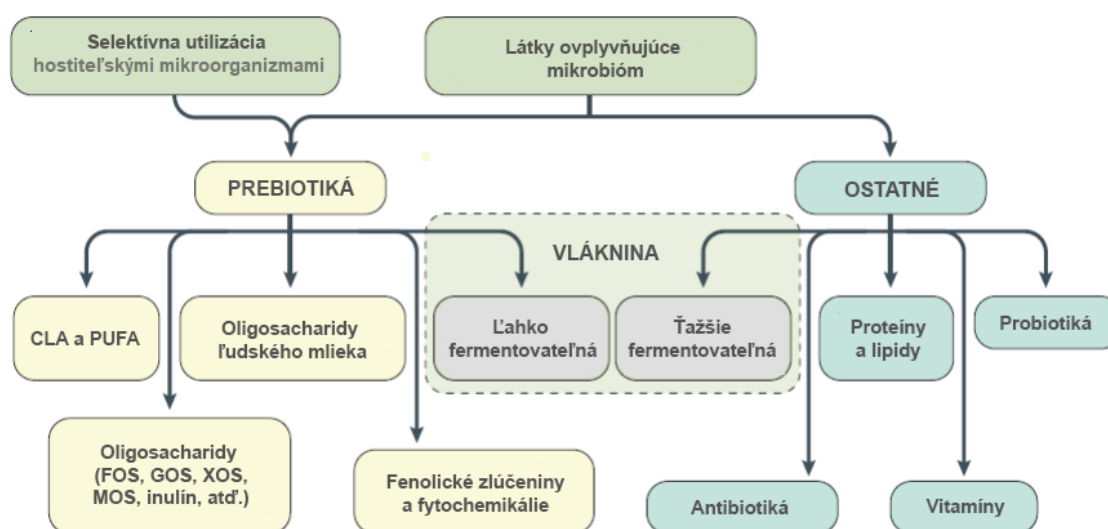 Selektívna utilizácia
hostiteľskými mikroorganizmami
Látky ovplyvňujúce
mikrobióm
PREBIOTIKÁ
OSTATNÉ
VLÁKNINA
CLA a PUFA
Oligosacharidy
ľudského mlieka
Ľahko
fermentovateľná
Ťažšie
fermentovateľná
Proteíny
a lipidy
Probiotiká
Oligosacharidy
(FOS, GOS, XOS,
MOS, inulín, atď.)
Fenolické zlúčeniny
a fytochemikálie
Antibiotiká
Vitamíny